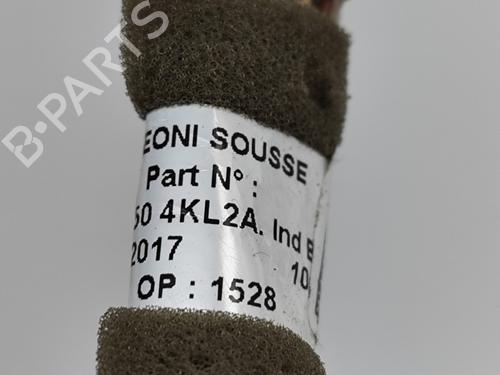 B-PARTS
EONI SOUSSE
Part N° :
50 4KL2A. Ind
2017 10
OP : 1528